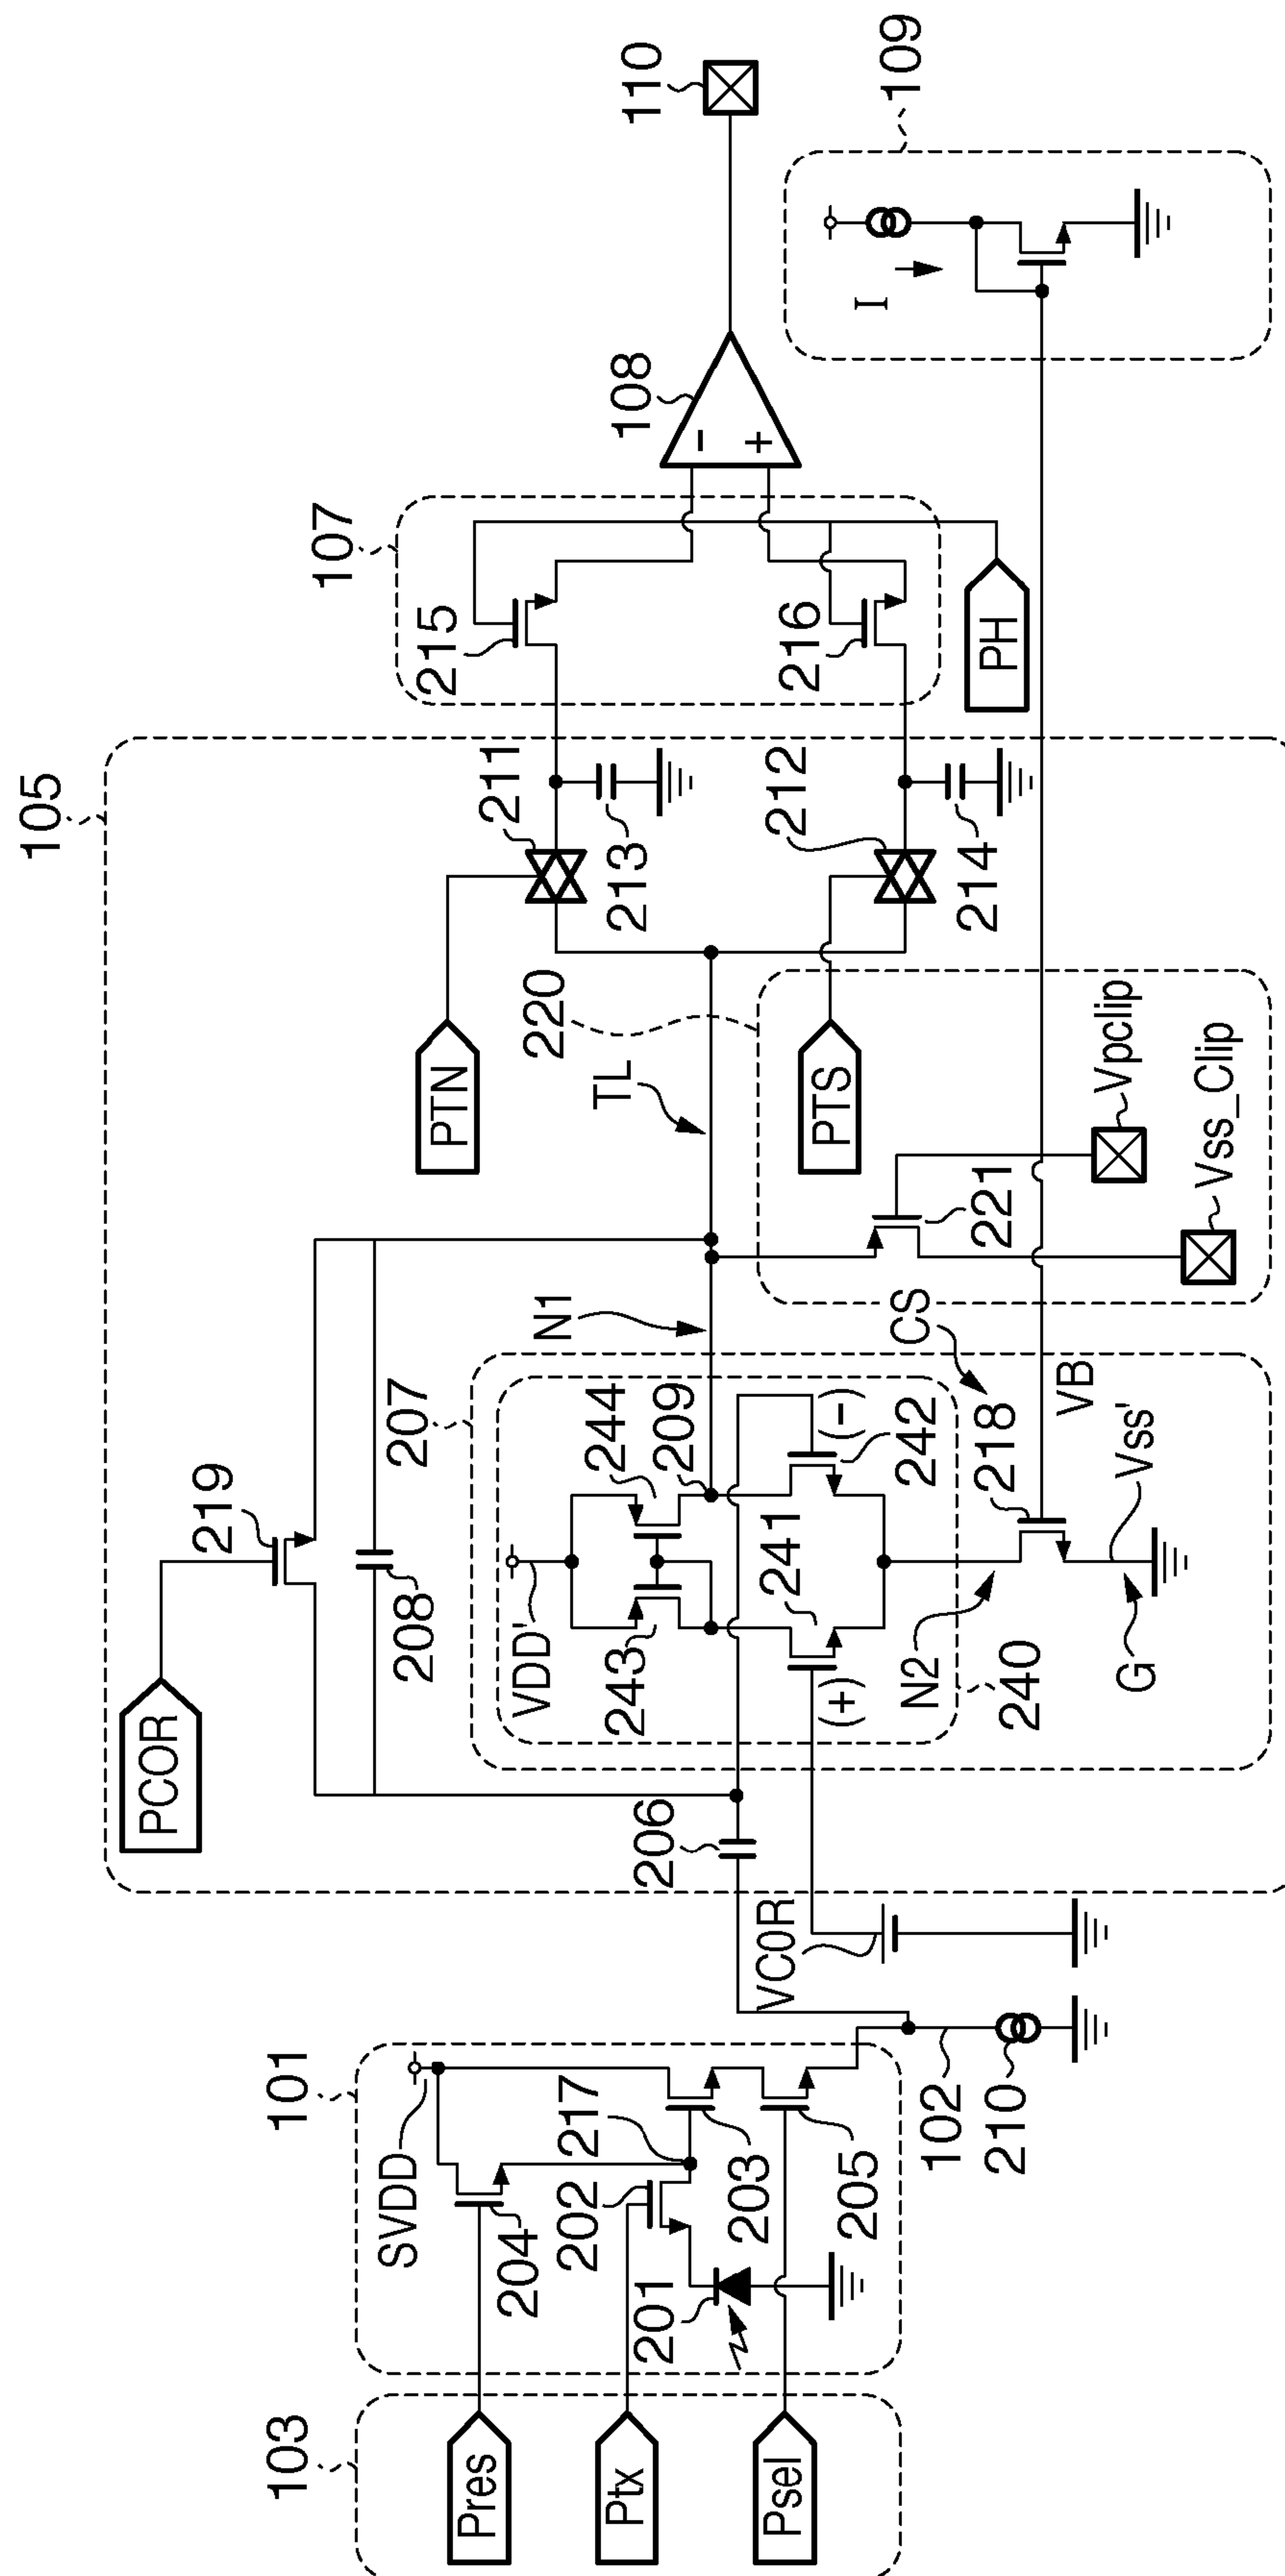 105
109
110
108
107
215
216
PH
I
211
213
212
214
PTN
220
TL
PTS
Vpclip
Vss_Clip
221
N1
CS
VB
207
244
209
242
(-)
218
Vss'
219
208
PCOR
VDD'
243
241
(+)
N2
240
G
206
VC0R
101
SVDD
217
202
204
201
203
205
102
210
103
Pres
Ptx
Psel
-
+